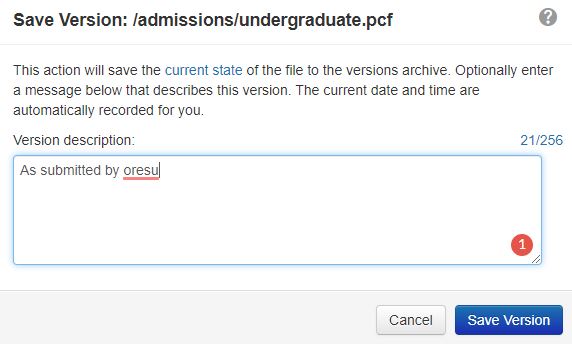 Save Version: /admissions/undergraduate.pcf
?
This action will save the current state of the file to the versions archive. Optionally enter
a message below that describes this version. The current date and time are
automatically recorded for you.
Version description:
21/256
As submitted by oresu
1
Cancel
Save Version